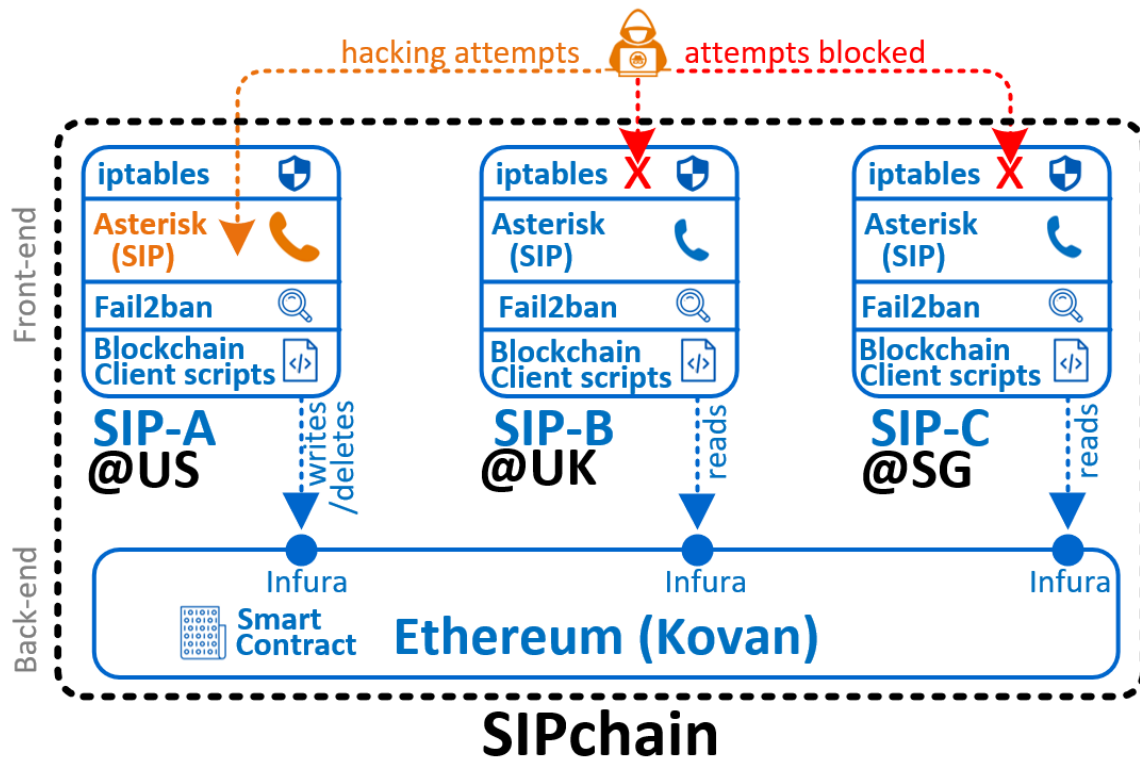 hacking attempts
attempts blocked
Front-end
iptables
Asterisk
(SIP)
Fail2ban
Blockchain
Client scripts
SIP-A
@US
writes
/deletes
iptables
X
Asterisk
(SIP)
Fail2ban
Blockchain
Client scripts
SIP-B
@UK
reads
iptables
X
Asterisk
(SIP)
Fail2ban
Blockchain
Client scripts
SIP-C
@SG
reads
Back-end
Infura
Infura
Infura
Smart
Contract
Ethereum (Kovan)
SIPchain